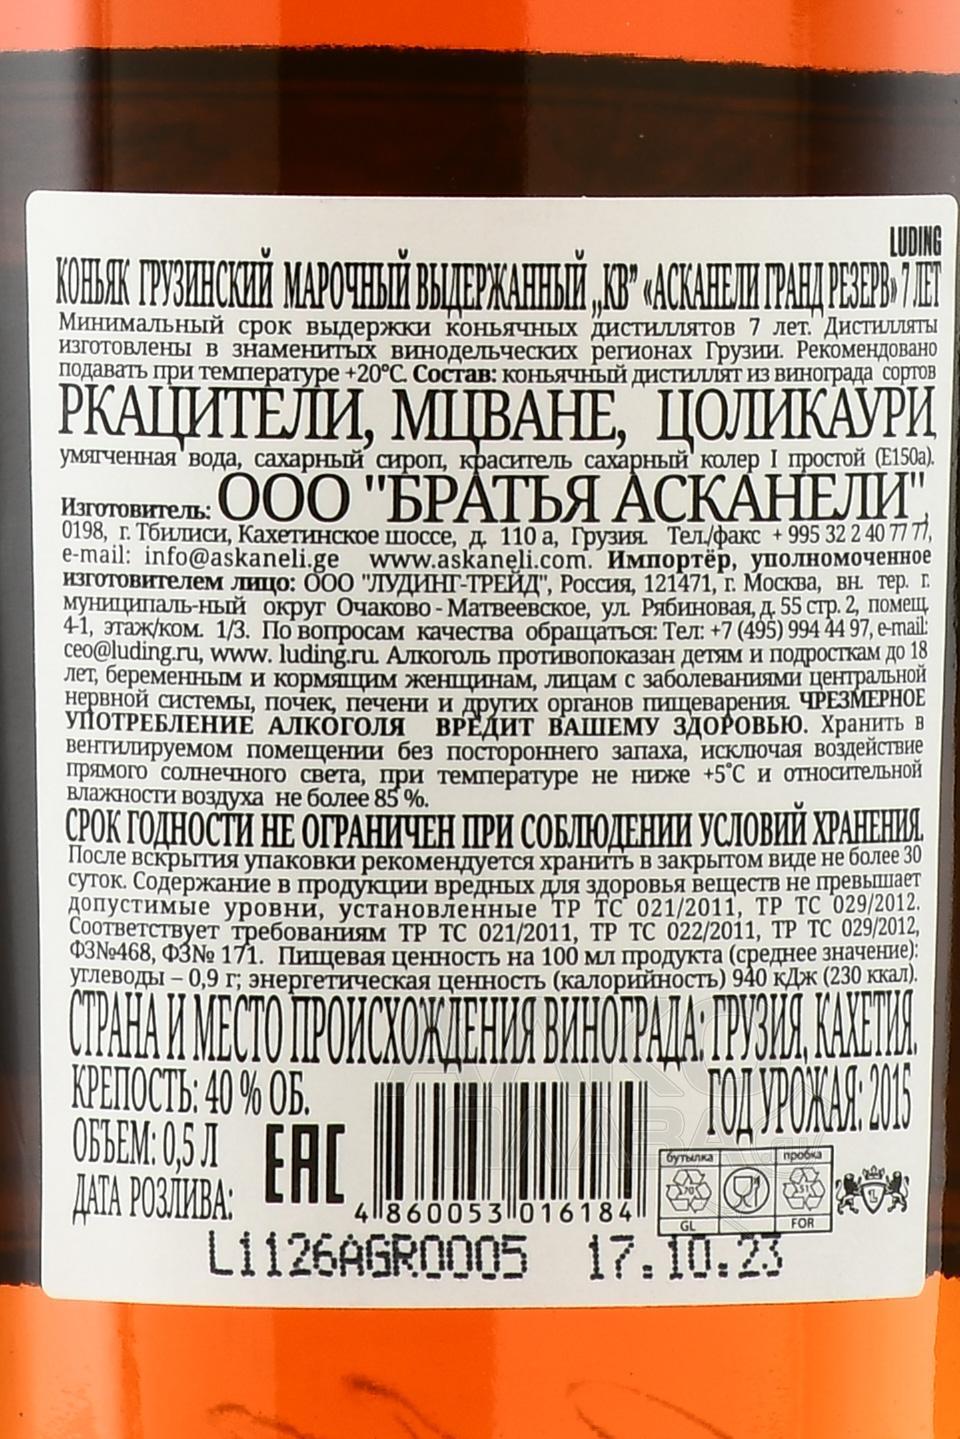 LUDING
КОНЬЯК ГРУЗИНСКИЙ МАРОЧНЫЙ ВЫДЕРЖАННЫЙ „КВ” «АСКАНЕЛИ ГРАНД РЕЗЕРВ» 7 ЛЕТ
Минимальный срок выдержки коньячных дистиллятов 7 лет. Дистилляты
изготовлены в знаменитых винодельческих регионах Грузии. Рекомендовано
подавать при температуре +20°С. Состав: коньячный дистиллят из винограда сортов
РКАЦИТЕЛИ, МЦВАНЕ, ЦОЛИКАУРИ
умягченная вода, сахарный сироп, краситель сахарный колер I простой (Е150а).
Изготовитель: ООО "БРАТЬЯ АСКАНЕЛИ",
0198, г. Тбилиси, Кахетинское шоссе, д. 110 а, Грузия. Тел./факс + 995 32 2 40 77 77,
e-mail: info@askaneli.ge www.askaneli.com. Импортёр, уполномоченное
изготовителем лицо: ООО "ЛУДИНГ-ТРЕЙД", Россия, 121471, г. Москва, вн. тер. г.
муниципаль-ный округ Очаково - Матвеевское, ул. Рябиновая, д. 55 стр. 2, помещ.
4-1, этаж/ком. 1/3. По вопросам качества обращаться: Тел: +7 (495) 994 44 97, e-mail:
ceo@luding.ru, www. luding.ru. Алкоголь противопоказан детям и подросткам до 18
лет, беременным и кормящим женщинам, лицам с заболеваниями центральной
нервной системы, почек, печени и других органов пищеварения. ЧРЕЗМЕРНОЕ
УПОТРЕБЛЕНИЕ АЛКОГОЛЯ ВРЕДИТ ВАШЕМУ ЗДОРОВЬЮ. Хранить в
вентилируемом помещении без постороннего запаха, исключая воздействие
прямого солнечного света, при температуре не ниже +5°С и относительной
влажности воздуха не более 85 %.
СРОК ГОДНОСТИ НЕ ОГРАНИЧЕН ПРИ СОБЛЮДЕНИИ УСЛОВИЙ ХРАНЕНИЯ.
После вскрытия упаковки рекомендуется хранить в закрытом виде не более 30
суток. Содержание в продукции вредных для здоровья веществ не превышает
допустимые уровни, установленные ТР ТС 021/2011, ТР ТС 029/2012.
Соответствует требованиям ТР ТС 021/2011, ТР ТС 022/2011, ТР ТС 029/2012,
ФЗ№468, ФЗ№ 171. Пищевая ценность на 100 мл продукта (среднее значение):
углеводы – 0,9 г; энергетическая ценность (калорийность) 940 кДж (230 ккал).
СТРАНА И МЕСТО ПРОИСХОЖДЕНИЯ ВИНОГРАДА: ГРУЗИЯ, КАХЕТИЯ.
КРЕПОСТЬ: 40 % ОБ. ГОД УРОЖАЯ: 2015
ОБЪЕМ: 0,5 Л
ДАТА РОЗЛИВА:
EAC
4 860053 016184
бутылка пробка
70 51
GL FOR
L1126AGR0005 17.10.23